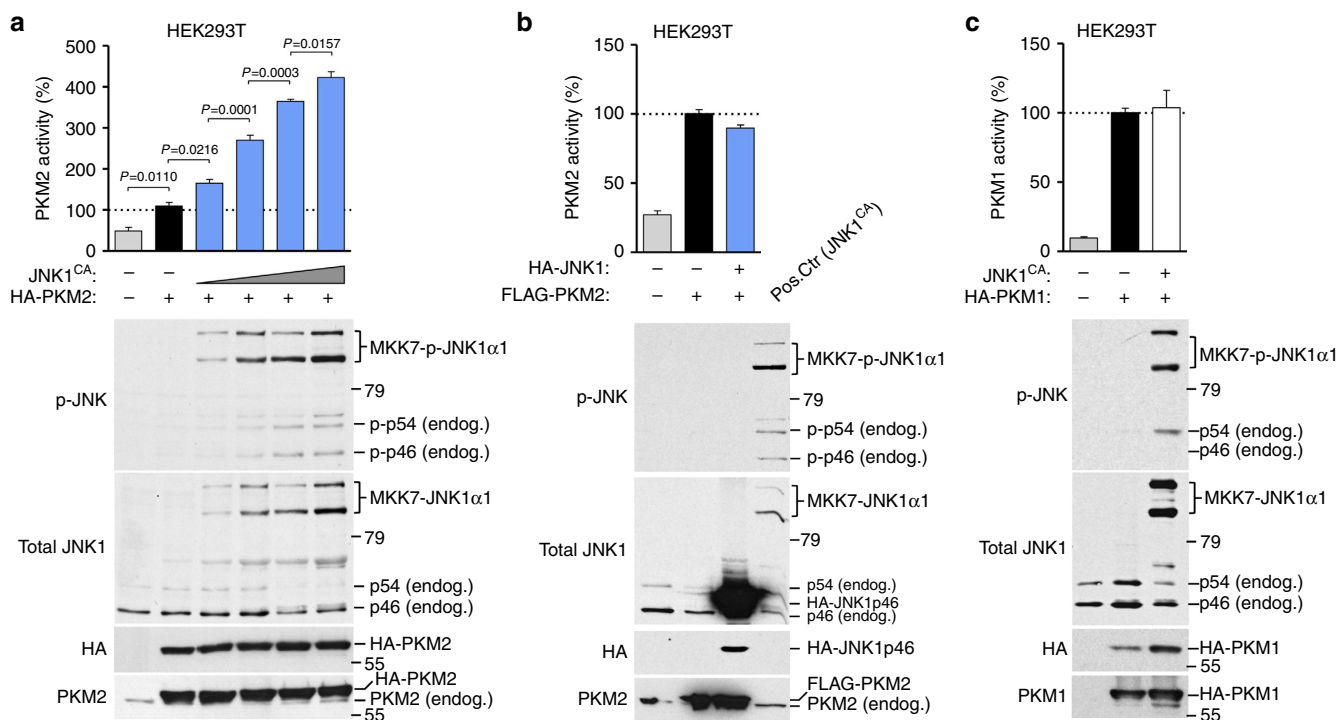 a
HEK293T
PKM2 activity (%)
500
400
300
200
100
0
P=0.0110
P=0.0216
P=0.0001
P=0.0003
P=0.0157
JNK1CA: – –
HA-PKM2: – + + + + +
p-JNK
MKK7-p-JNK1α1
79
p-p54 (endog.)
p-p46 (endog.)
Total JNK1
MKK7-JNK1α1
79
p54 (endog.)
p46 (endog.)
HA
HA-PKM2
55
PKM2
HA-PKM2
PKM2 (endog.)
55
b
HEK293T
PKM2 activity (%)
150
100
50
0
HA-JNK1: – – +
FLAG-PKM2: – + +
Pos.Ctr (JNK1CA)
p-JNK
MKK7-p-JNK1α1
79
p-p54 (endog.)
p-p46 (endog.)
Total JNK1
MKK7-JNK1α1
79
p54 (endog.)
HA-JNK1p46
p46 (endog.)
HA
HA-JNK1p46
PKM2
FLAG-PKM2
PKM2 (endog.)
c
HEK293T
PKM1 activity (%)
150
100
50
0
JNK1CA: – – +
HA-PKM1: – + +
p-JNK
MKK7-p-JNK1α1
79
p54 (endog.)
p46 (endog.)
Total JNK1
MKK7-JNK1α1
79
p54 (endog.)
p46 (endog.)
HA
HA-PKM1
55
PKM1
HA-PKM1
55